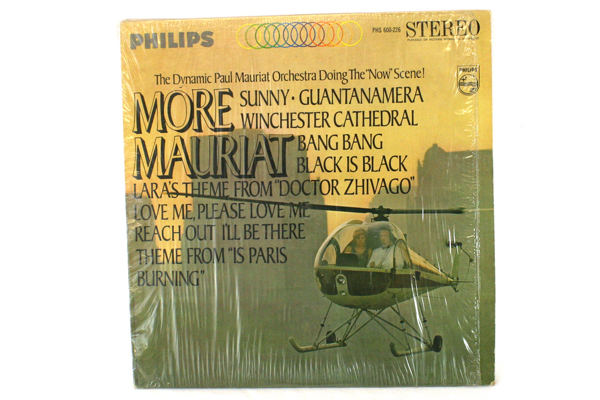 PHILIPS
PHS 600-226 STEREO
The Dynamic Paul Mauriat Orchestra Doing The "Now" Scene!
PHILIPS
MORE
MAURIAT
SUNNY · GUANTANAMERA
WINCHESTER CATHEDRAL
BANG BANG
BLACK IS BLACK
LARA'S THEME FROM "DOCTOR ZHIVAGO"
LOVE ME, PLEASE LOVE ME
REACH OUT I'LL BE THERE
THEME FROM "IS PARIS
BURNING"